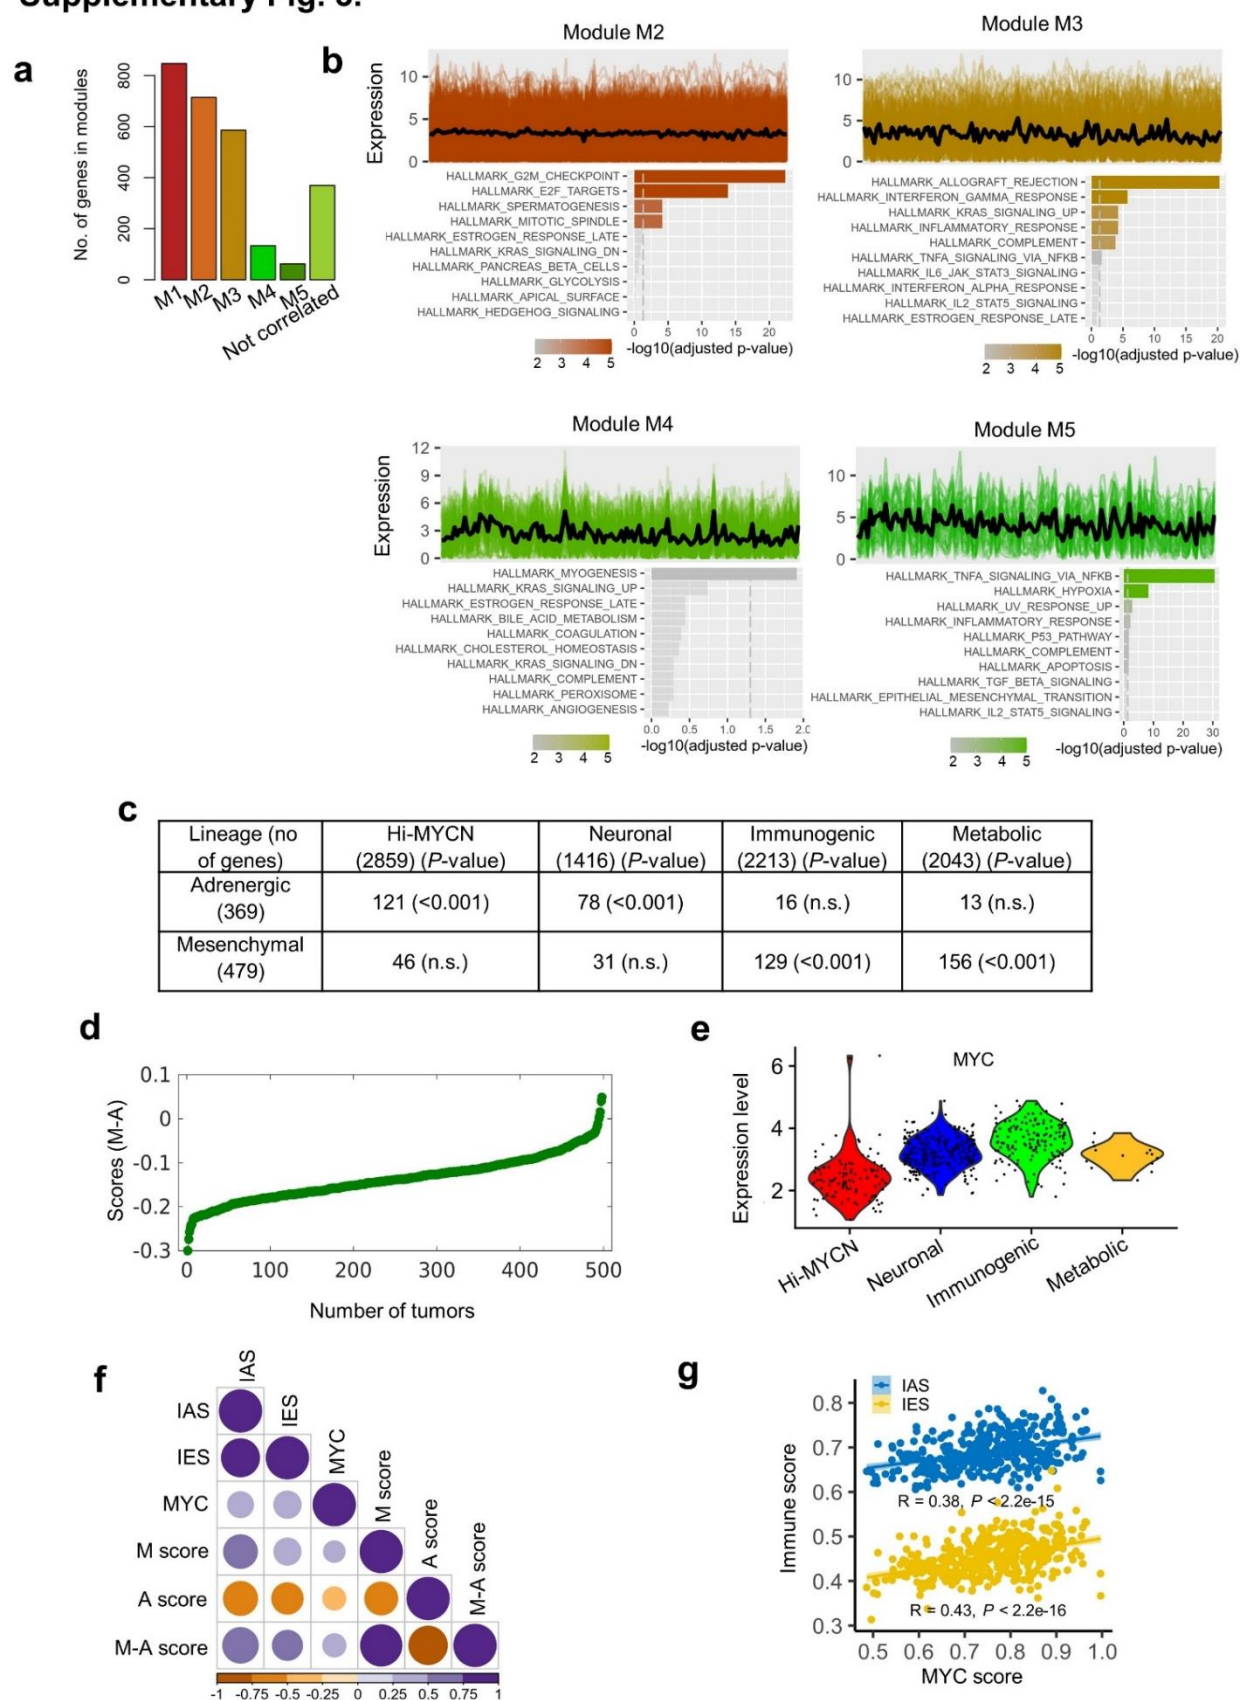 Supplementary Fig. 6.
a
No. of genes in modules
800
600
400
200
0
M1
M2
M3
M4
M5
Not correlated
b
Module M2
Expression
10
5
0
HALLMARK_G2M_CHECKPOINT
HALLMARK_E2F_TARGETS
HALLMARK_SPERMATOGENESIS
HALLMARK_MITOTIC_SPINDLE
HALLMARK_ESTROGEN_RESPONSE_LATE
HALLMARK_KRAS_SIGNALING_DN
HALLMARK_PANCREAS_BETA_CELLS
HALLMARK_GLYCOLYSIS
HALLMARK_APICAL_SURFACE
HALLMARK_HEDGEHOG_SIGNALING
0 5 10 15 20
-log10(adjusted p-value)
2 3 4 5
Module M3
10
5
0
HALLMARK_ALLOGRAFT_REJECTION
HALLMARK_INTERFERON_GAMMA_RESPONSE
HALLMARK_KRAS_SIGNALING_UP
HALLMARK_INFLAMMATORY_RESPONSE
HALLMARK_COMPLEMENT
HALLMARK_TNFA_SIGNALING_VIA_NFKB
HALLMARK_IL6_JAK_STAT3_SIGNALING
HALLMARK_INTERFERON_ALPHA_RESPONSE
HALLMARK_IL2_STAT5_SIGNALING
HALLMARK_ESTROGEN_RESPONSE_LATE
0 5 10 15 20
-log10(adjusted p-value)
2 3 4 5
Module M4
Expression
12
9
6
3
0
HALLMARK_MYOGENESIS
HALLMARK_KRAS_SIGNALING_UP
HALLMARK_ESTROGEN_RESPONSE_LATE
HALLMARK_BILE_ACID_METABOLISM
HALLMARK_COAGULATION
HALLMARK_CHOLESTEROL_HOMEOSTASIS
HALLMARK_KRAS_SIGNALING_DN
HALLMARK_COMPLEMENT
HALLMARK_PEROXISOME
HALLMARK_ANGIOGENESIS
0.0 0.5 1.0 1.5 2.0
-log10(adjusted p-value)
2 3 4 5
Module M5
10
5
0
HALLMARK_TNFA_SIGNALING_VIA_NFKB
HALLMARK_HYPOXIA
HALLMARK_UV_RESPONSE_UP
HALLMARK_INFLAMMATORY_RESPONSE
HALLMARK_P53_PATHWAY
HALLMARK_COMPLEMENT
HALLMARK_APOPTOSIS
HALLMARK_TGF_BETA_SIGNALING
HALLMARK_EPITHELIAL_MESENCHYMAL_TRANSITION
HALLMARK_IL2_STAT5_SIGNALING
0 10 20 30
-log10(adjusted p-value)
2 3 4 5
c
Lineage (no of genes) Hi-MYCN (2859) (P-value) Neuronal (1416) (P-value) Immunogenic (2213) (P-value) Metabolic (2043) (P-value)
Adrenergic (369) 121 (<0.001) 78 (<0.001) 16 (n.s.) 13 (n.s.)
Mesenchymal (479) 46 (n.s.) 31 (n.s.) 129 (<0.001) 156 (<0.001)
d
Scores (M-A)
0.1
0
-0.1
-0.2
-0.3
0 100 200 300 400 500
Number of tumors
e
MYC
Expression level
6
4
2
Hi-MYCN
Neuronal
Immunogenic
Metabolic
f
IAS
IES
MYC
M score
A score
M-A score
IAS
IES
MYC
M score
A score
M-A score
-1 -0.75 -0.5 -0.25 0 0.25 0.5 0.75 1
g
IAS
IES
Immune score
0.8
0.7
0.6
0.5
0.4
0.3
R = 0.38, P < 2.2e-15
R = 0.43, P < 2.2e-16
0.5 0.6 0.7 0.8 0.9 1.0
MYC score